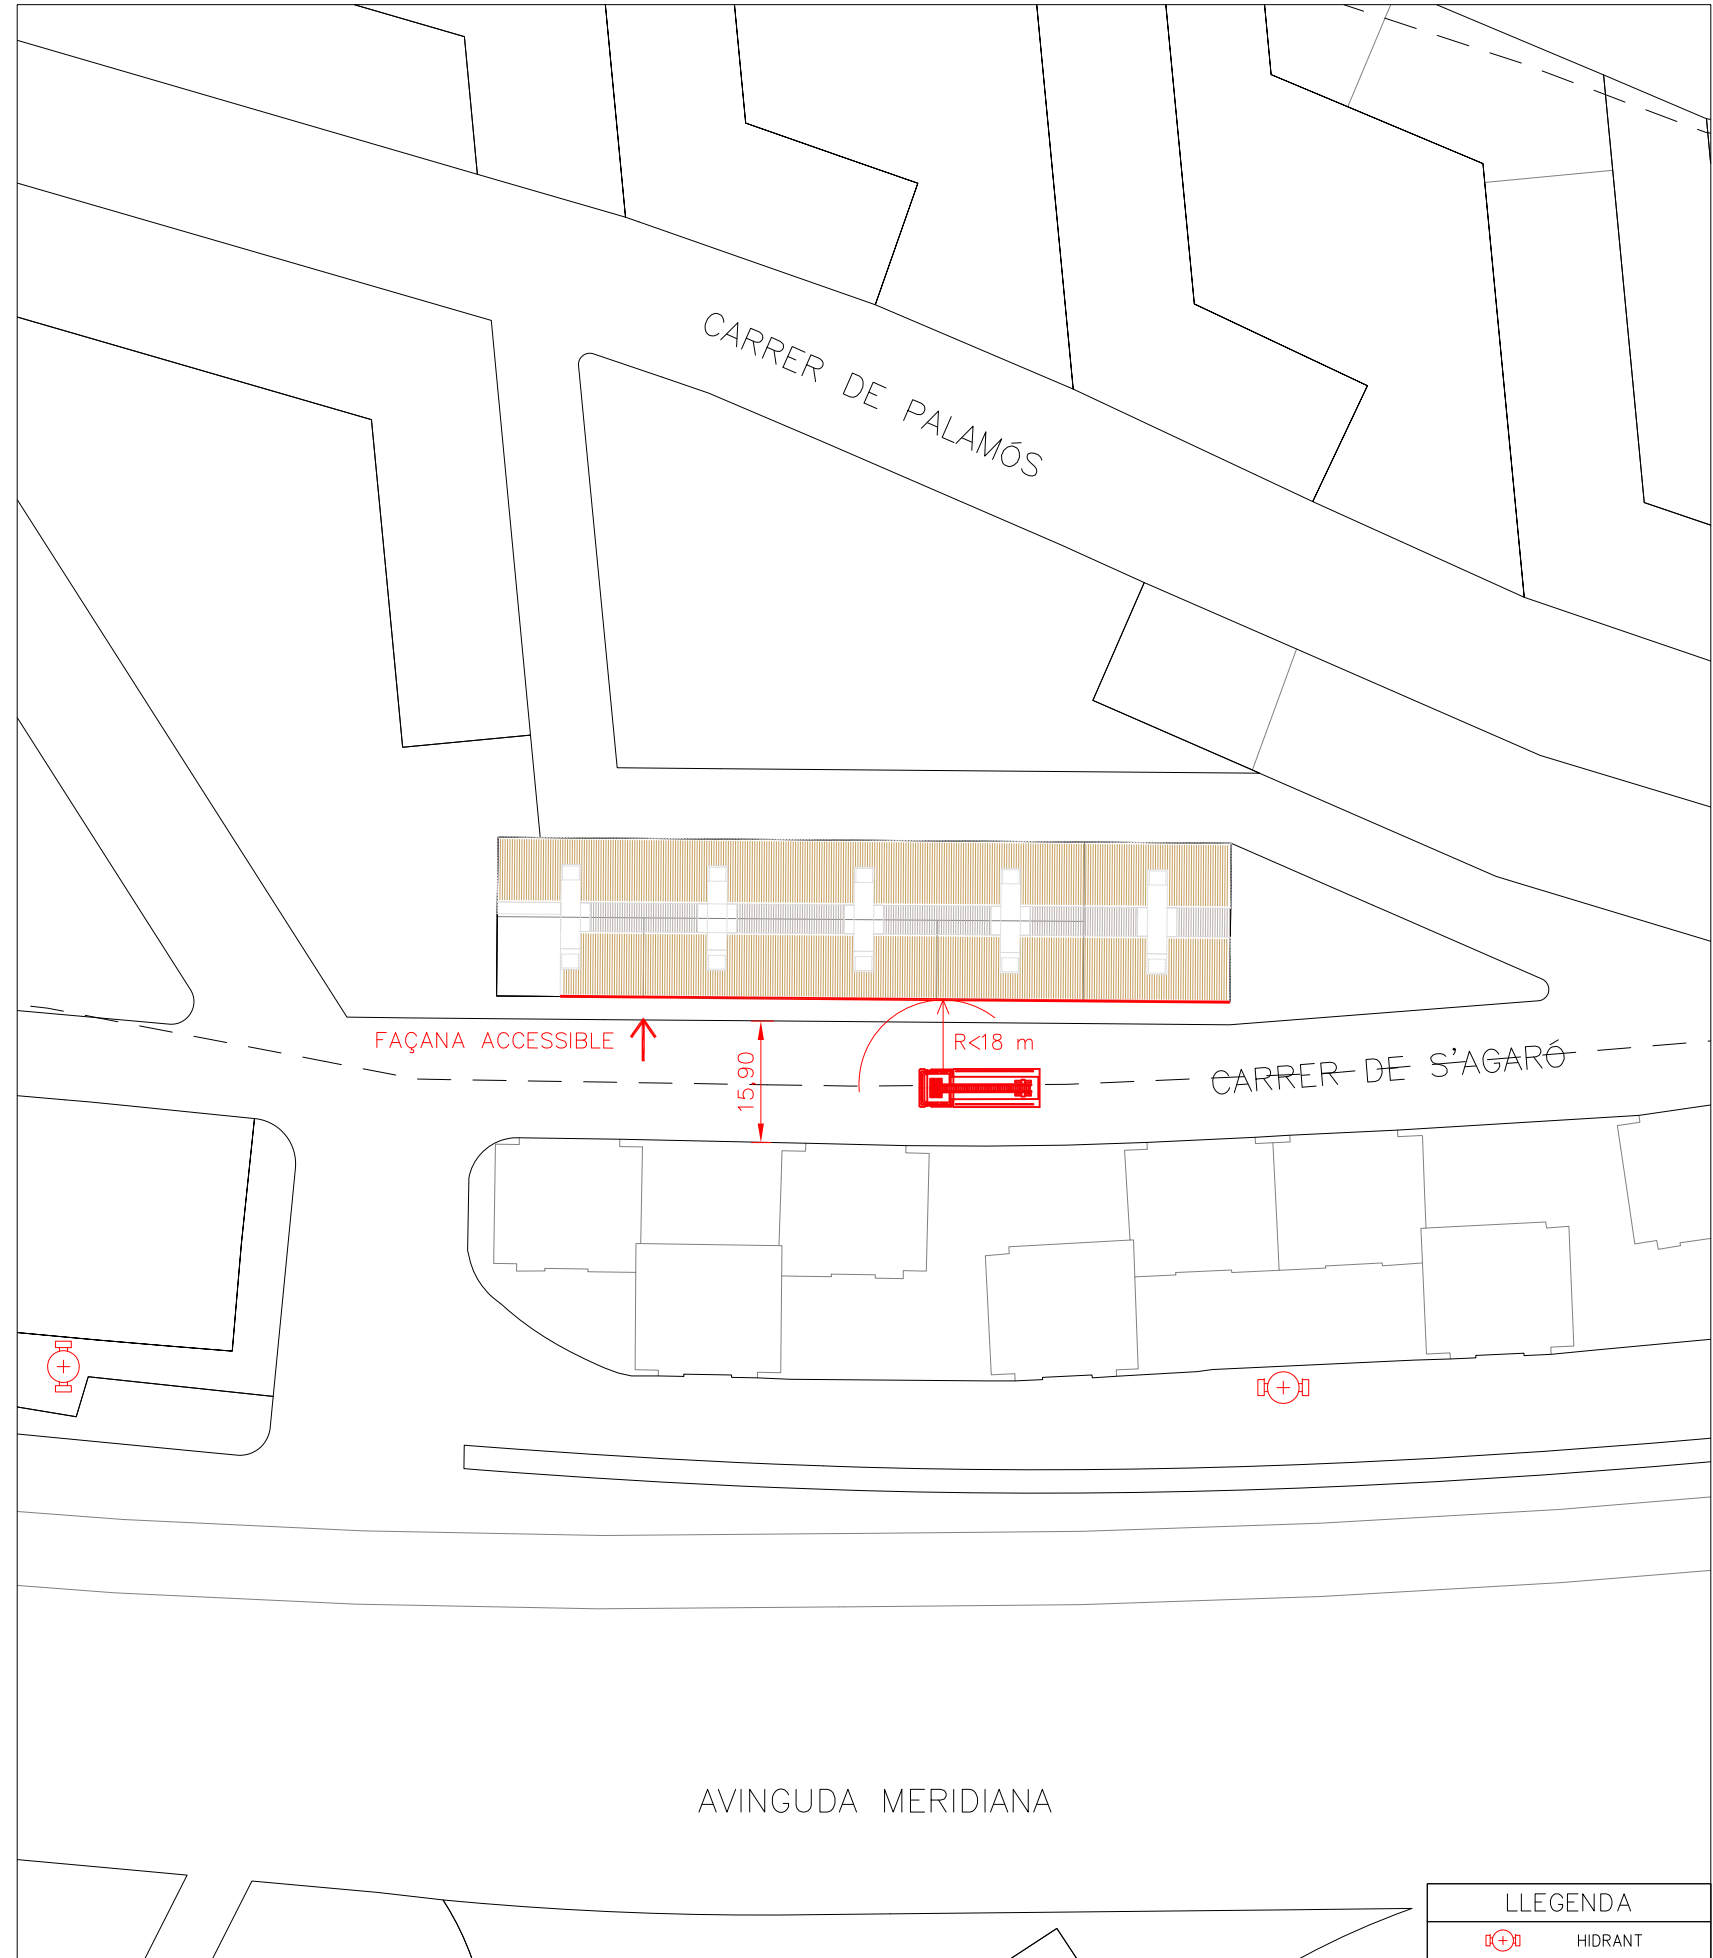 CARRER DE PALAMÓS
FAÇANA ACCESSIBLE
15.90
R<18 m
CARRER DE S'AGARÓ
AVINGUDA MERIDIANA
LLEGENDA
HIDRANT